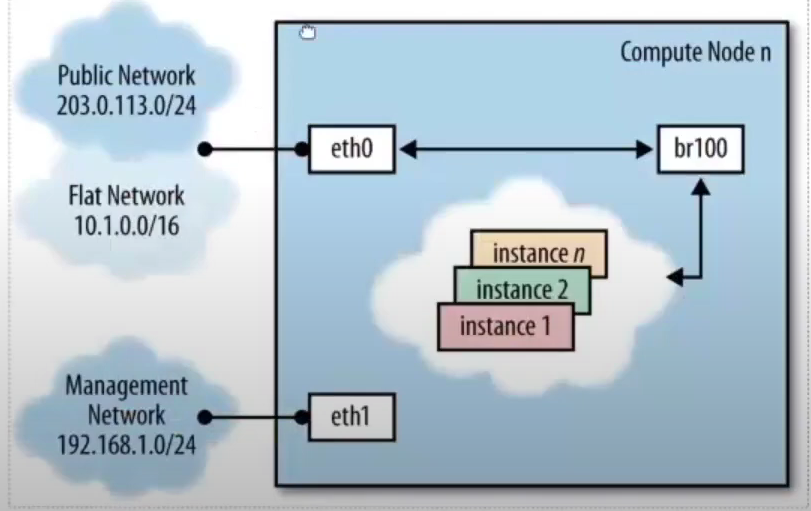 Public Network
203.0.113.0/24
Flat Network
10.1.0.0/16
Management
Network
192.168.1.0/24
Compute Node n
eth0
br100
instance n
instance 2
instance 1
eth1